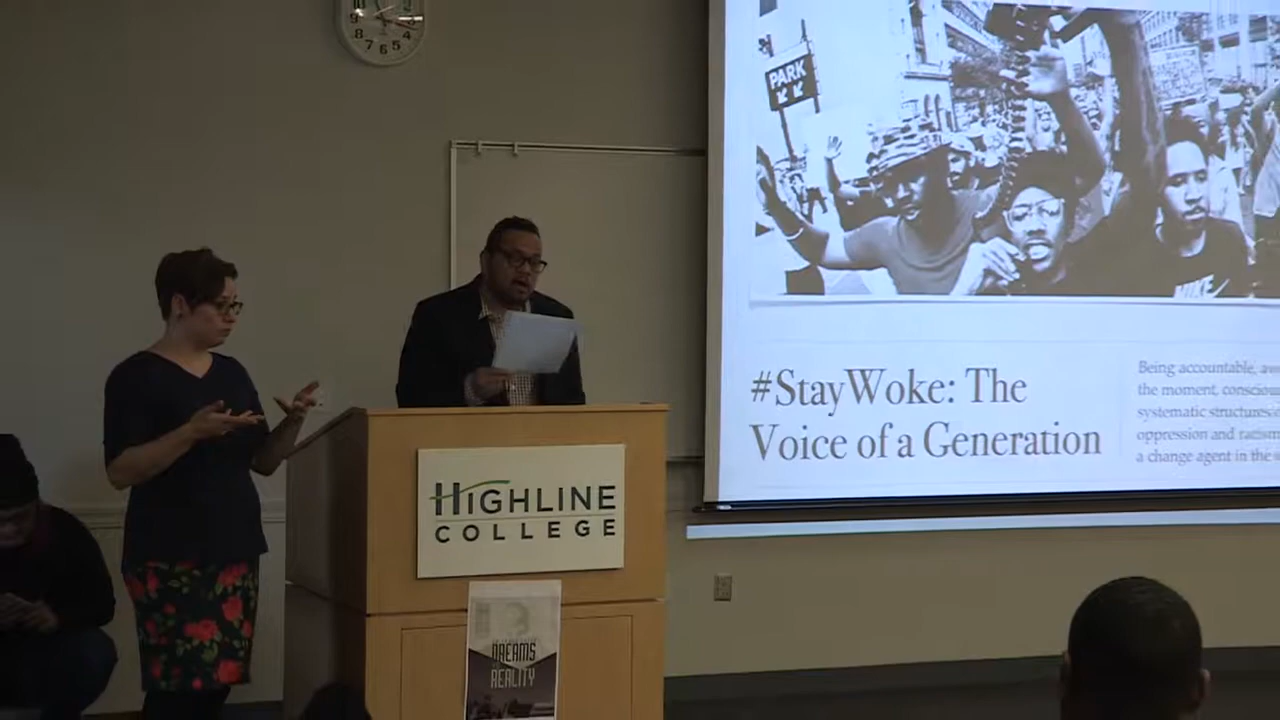 PARK
#StayWoke: The
Voice of a Generation
Being accountable,
the moment,
systematic structures
oppression and racism
a change agent in the
HIGHLINE
COLLEGE
DREAMS
REALITY